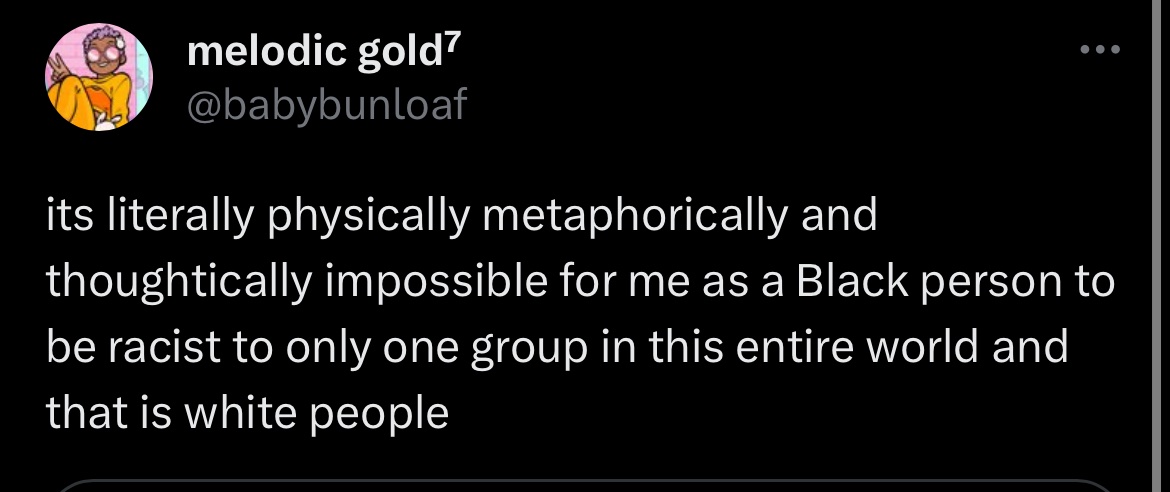 melodic gold⁷
@babybunloaf
its literally physically metaphorically and
thoughtically impossible for me as a Black person to
be racist to only one group in this entire world and
that is white people